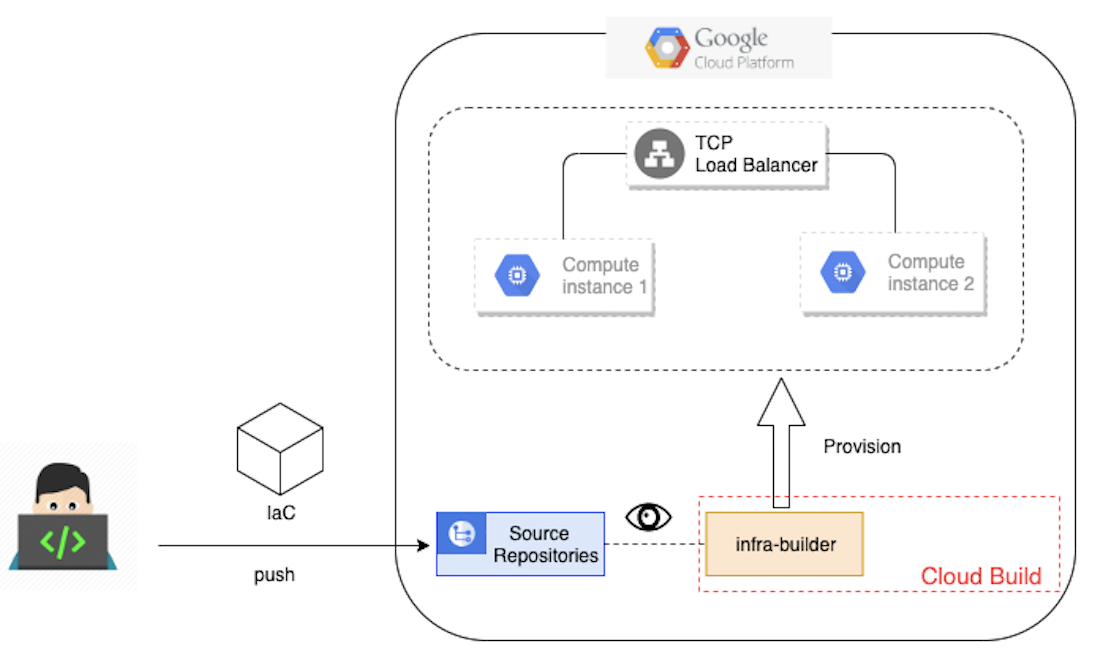 Google
Cloud Platform
TCP
Load Balancer
Compute
instance 1
Compute
instance 2
Provision
IaC
</>
push
Source
Repositories
infra-builder
Cloud Build